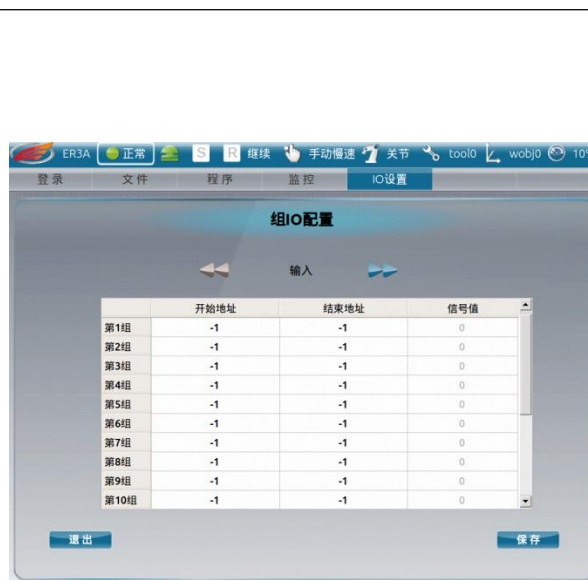 ER3A 正常 S R 继续 手动慢速 关节 tool0 wobj0 10%
登录 文件 程序 监控 IO设置
组IO配置
输入
开始地址 结束地址 信号值
第1组 -1 -1 0
第2组 -1 -1 0
第3组 -1 -1 0
第4组 -1 -1 0
第5组 -1 -1 0
第6组 -1 -1 0
第7组 -1 -1 0
第8组 -1 -1 0
第9组 -1 -1 0
第10组 -1 -1 0
退出 保存